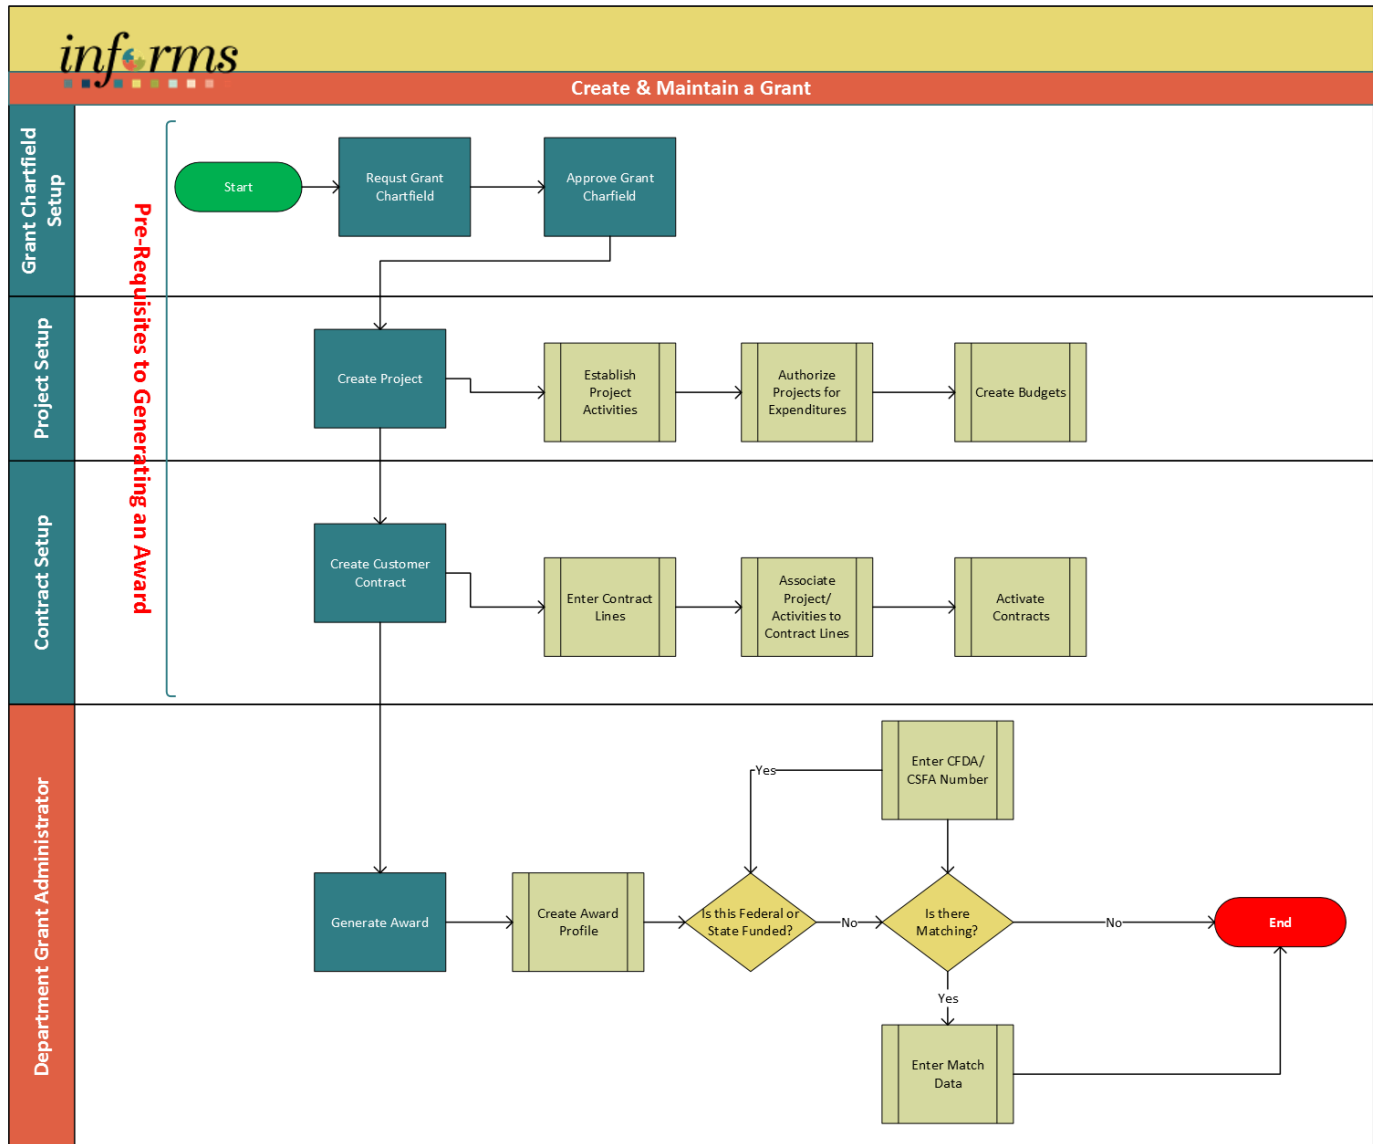 informs
Create & Maintain a Grant
Grant Chartfield
Setup
Pre-Requisites to Generating an Award
Start
Requst Grant
Chartfield
Approve Grant
Charfield
Project Setup
Create Project
Establish
Project
Activities
Authorize
Projects for
Expenditures
Create Budgets
Contract Setup
Create Customer
Contract
Enter Contract
Lines
Associate
Project/
Activities to
Contract Lines
Activate
Contracts
Department Grant Administrator
Enter CFDA/
CSFA Number
Yes
Generate Award
Create Award
Profile
Is this Federal or
State Funded?
No
Is there
Matching?
No
End
Yes
Enter Match
Data